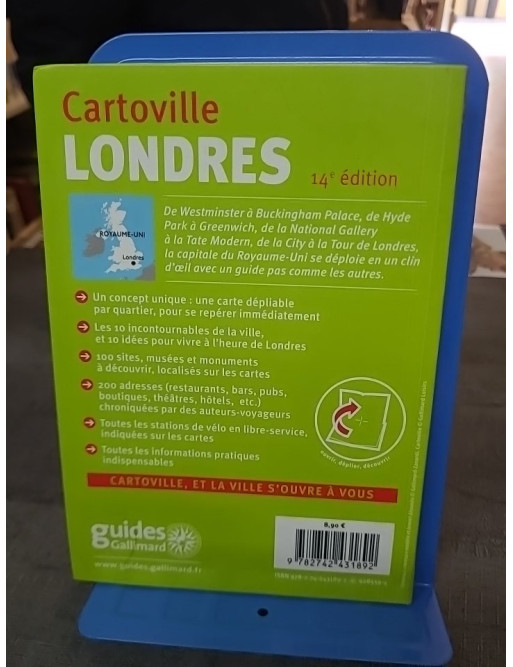 Cartoville
LONDRES
14e édition
ROYAUME-UNI
Londres
De Westminster à Buckingham Palace, de Hyde
Park à Greenwich, de la National Gallery
à la Tate Modern, de la City à la Tour de Londres,
la capitale du Royaume-Uni se déploie en un clin
d'œil avec un guide pas comme les autres.
Un concept unique : une carte dépliable
par quartier, pour se repérer immédiatement
Les 10 incontournables de la ville,
et 10 idées pour vivre à l'heure de Londres
100 sites, musées et monuments
à découvrir, localisés sur les cartes
200 adresses (restaurants, bars, pubs,
boutiques, théâtres, hôtels, etc.)
chroniquées par des auteurs-voyageurs
Toutes les stations de vélo en libre-service,
indiquées sur les cartes
Toutes les informations pratiques
indispensables
ouvrir, déplier, découvrir
CARTOVILLE, ET LA VILLE S'OUVRE À VOUS
guides
Gallimard
www.guides.gallimard.fr
8,90 €
9 782742 431892